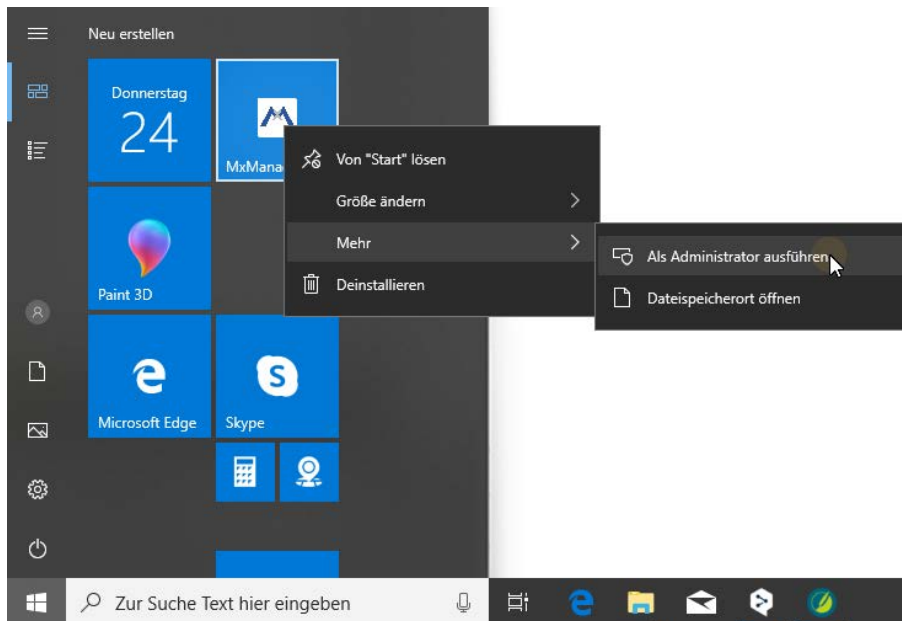 Neu erstellen
Donnerstag
24
MxMana
Von "Start" lösen
Größe ändern
Mehr
Deinstallieren
Als Administrator ausführen
Dateispeicherort öffnen
Paint 3D
Microsoft Edge
Skype
Zur Suche Text hier eingeben